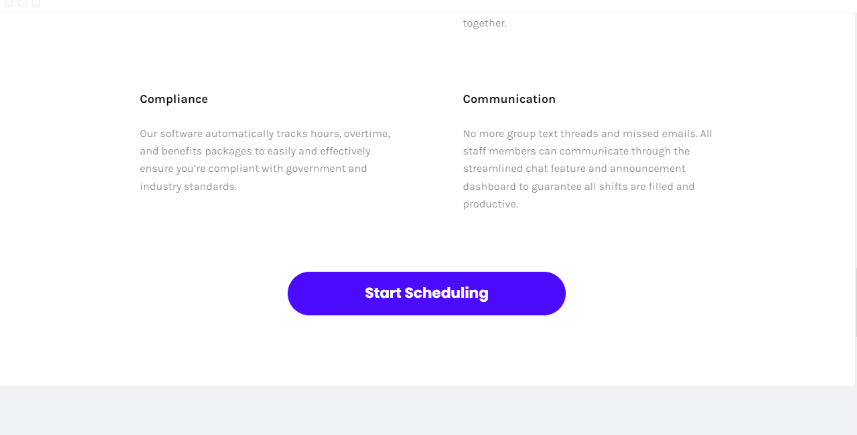 together.
Compliance
Our software automatically tracks hours, overtime,
and benefits packages to easily and effectively
ensure you're compliant with government and
industry standards.
Communication
No more group text threads and missed emails. All
staff members can communicate through the
streamlined chat feature and announcement
dashboard to guarantee all shifts are filled and
productive.
Start Scheduling